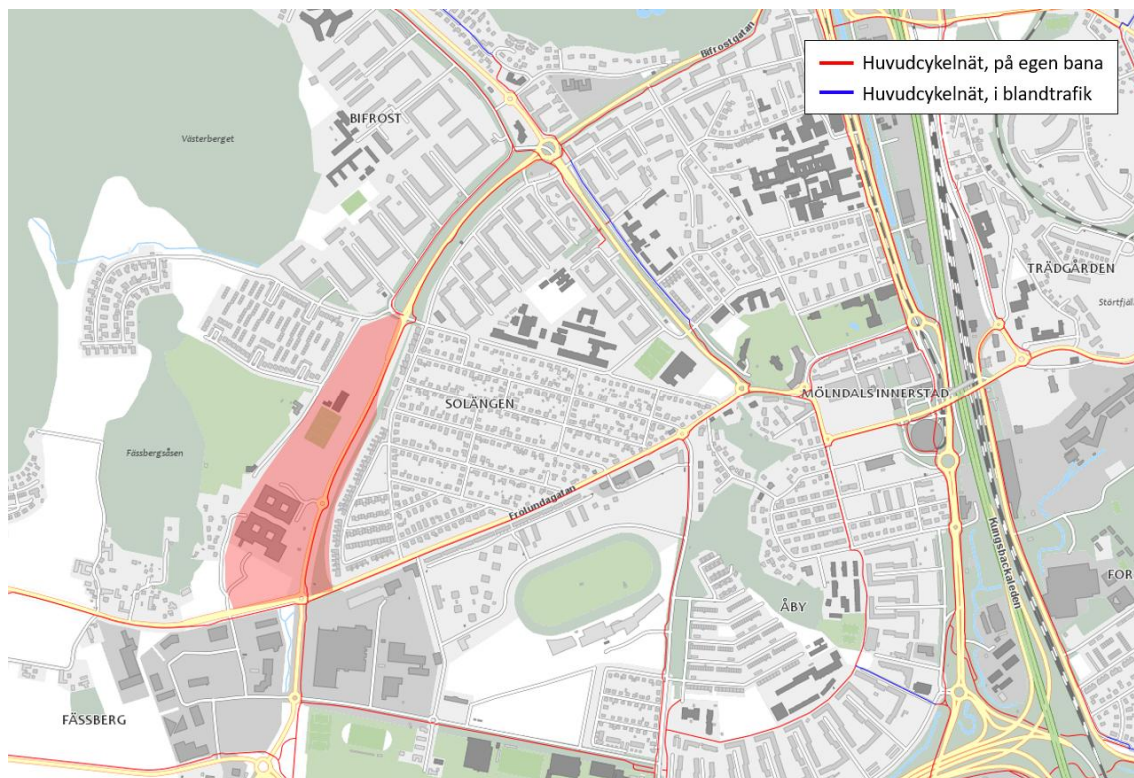 Huvudcykelnät, på egen bana
Huvudcykelnät, i blandtrafik
Bifrostgatan
BIFROST
Västerberget
TRÄDGÅRDEN
Störtfjäl
MÖLNDALS INNERSTAD
SOLÄNGEN
Fässbergsåsen
Frölundagatan
Kungsbackaleden
FOR
ÅBY
FÄSSBERG